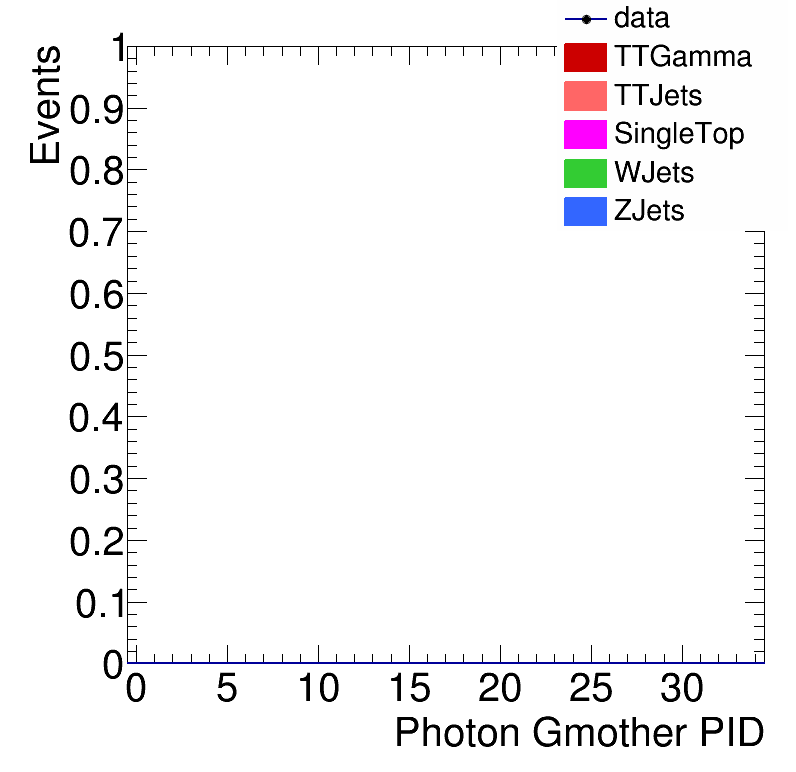 data
TTGamma
TTJets
SingleTop
WJets
ZJets
Events
1
0.9
0.8
0.7
0.6
0.5
0.4
0.3
0.2
0.1
0
0 5 10 15 20 25 30
Photon Gmother PID